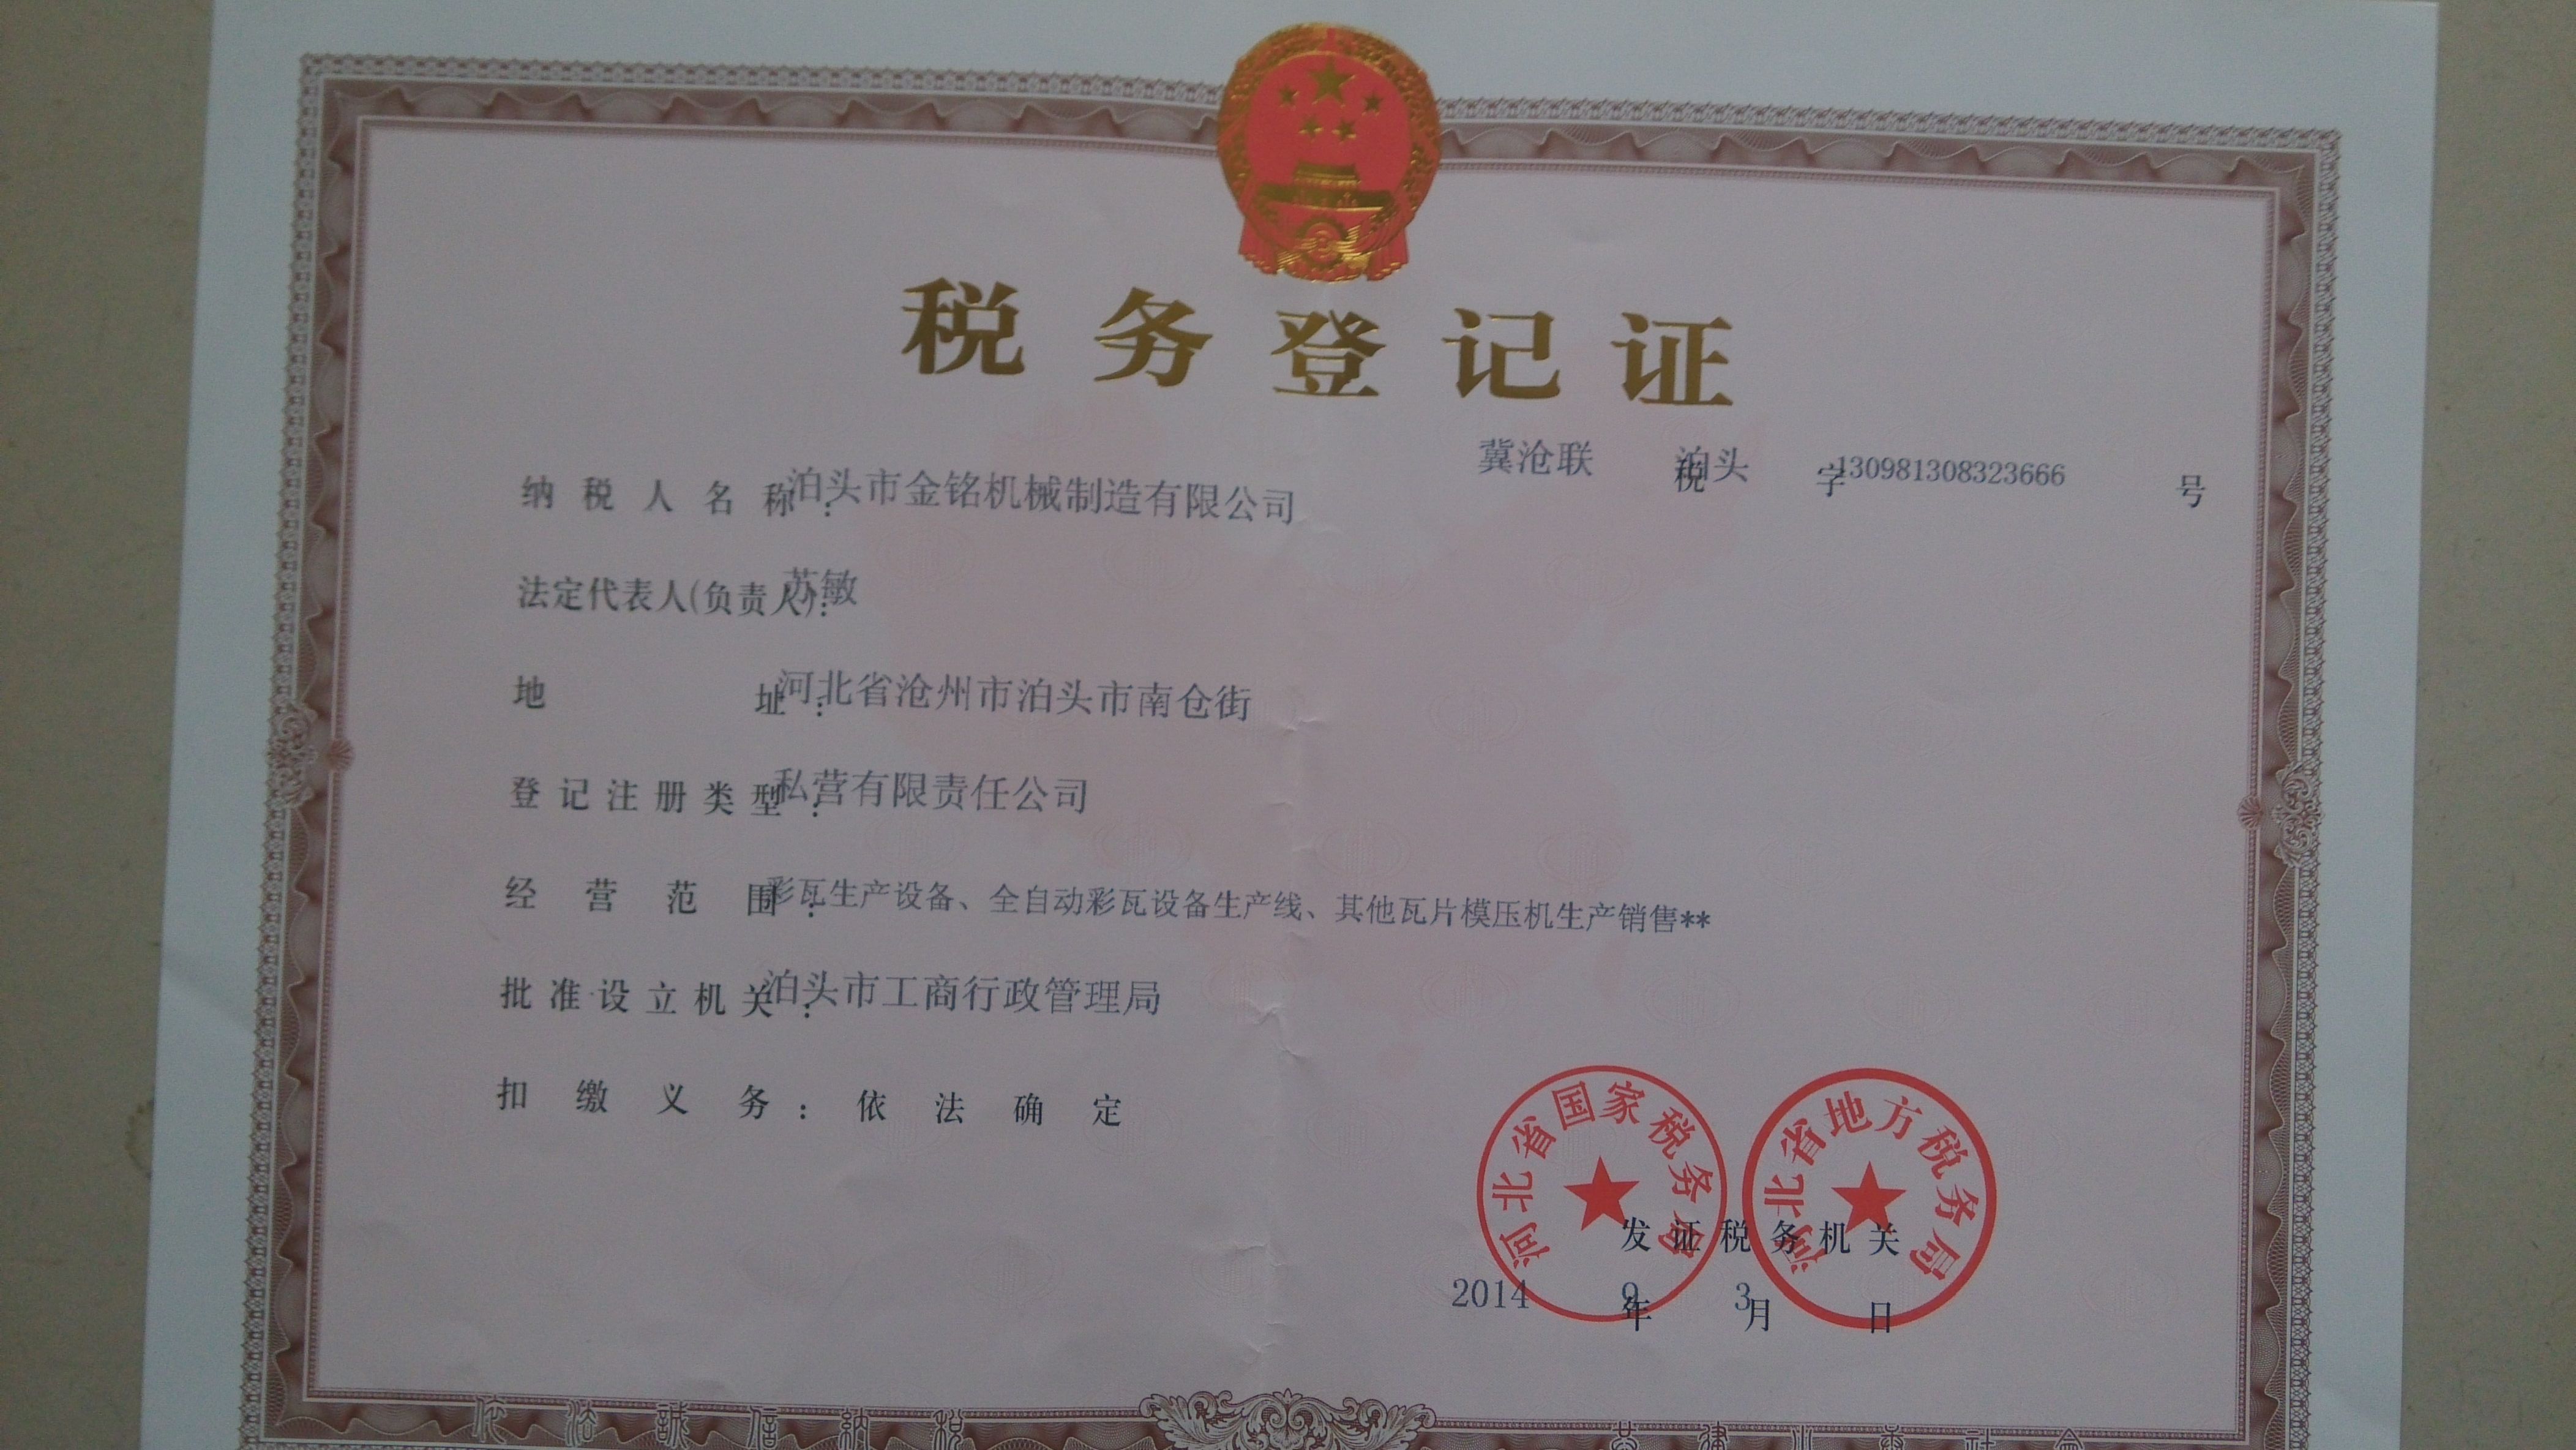 税务登记证
冀沧联 泊头 税 字 130981308323666 号
纳税人名称：泊头市金铭机械制造有限公司
法定代表人(负责人)：苏敏
地址：河北省沧州市泊头市南仓街
登记注册类型：私营有限责任公司
经营范围：彩瓦生产设备、全自动彩瓦设备生产线、其他瓦片模压机生产销售**
批准设立机关：泊头市工商行政管理局
扣缴义务：依法确定
河北省国家税务局
河北省地方税务局
发证税务机关
2014 年 9 月 3 日
依法誠信納税